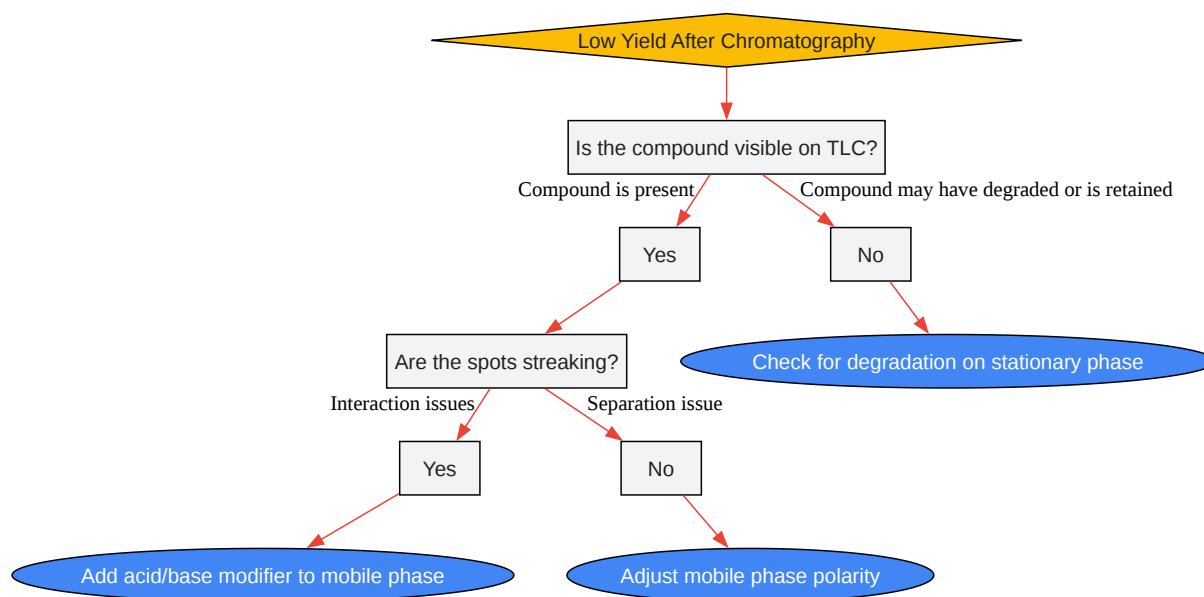 Low Yield After Chromatography
Is the compound visible on TLC?
Compound is present
Compound may have degraded or is retained
Yes
No
Are the spots streaking?
Check for degradation on stationary phase
Interaction issues
Separation issue
Yes
No
Add acid/base modifier to mobile phase
Adjust mobile phase polarity